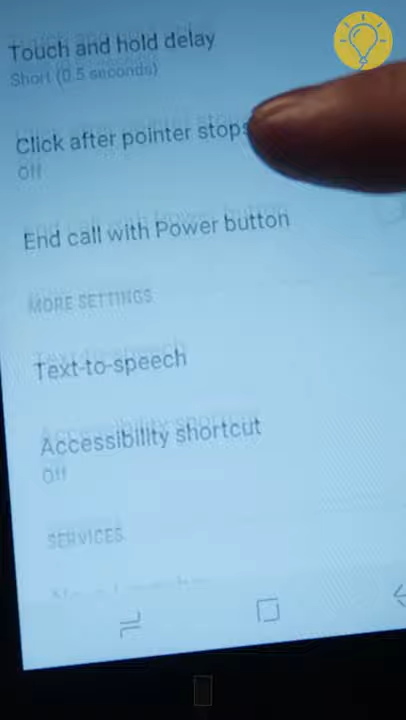 Touch and hold delay
Short (0.5 seconds)
Click after pointer stops
Off
End call with Power button
MORE SETTINGS
Text-to-speech
Accessibility shortcut
Off
SERVICES